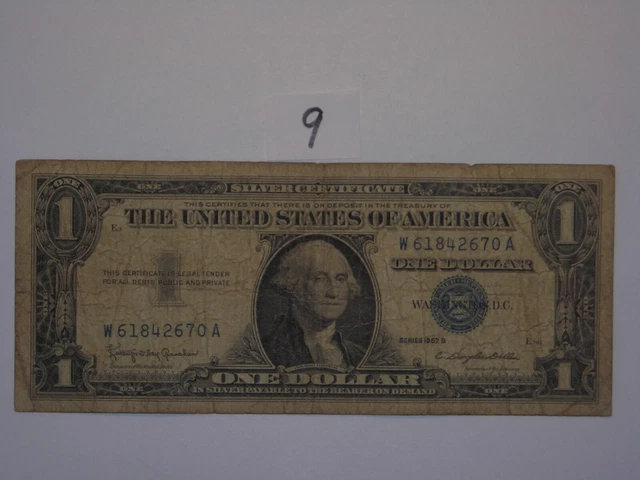 9
ONE
SILVER CERTIFICATE
ONE
1
THIS CERTIFIES THAT THERE IS ON DEPOSIT IN THE TREASURY OF
1
THE UNITED STATES OF AMERICA
W 61842670 A
ONE DOLLAR
THIS CERTIFICATE IS LEGAL TENDER
FOR ALL DEBTS, PUBLIC AND PRIVATE
WASHINGTON, D.C.
W 61842670 A
C. Douglas Dillon
1
ONE DOLLAR
1
ONE
IN SILVER PAYABLE TO THE BEARER ON DEMAND
ONE